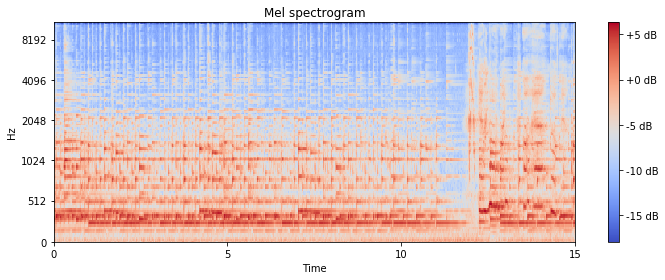 Mel spectrogram
8192
4096
2048
1024
512
0
Hz
0
5
10
15
Time
+5 dB
+0 dB
-5 dB
-10 dB
-15 dB